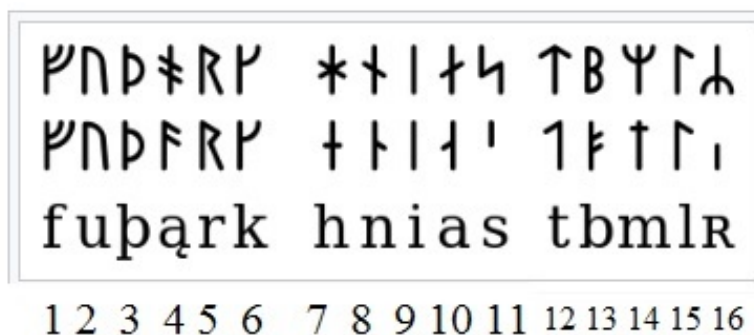 ᚠᚢᚦᚬᚱᚴ ᚼᚾᛁᛅᛋ ᛏᛒᛘᛚᛦ
ᚠᚢᚦᚭᚱᚴ ᚽᚿᛁᛆᛌ ᛐᛓᛙᛚᛧ
fuþąrk hnias tbmlʀ
1 2 3 4 5 6 7 8 9 10 11 12 13 14 15 16